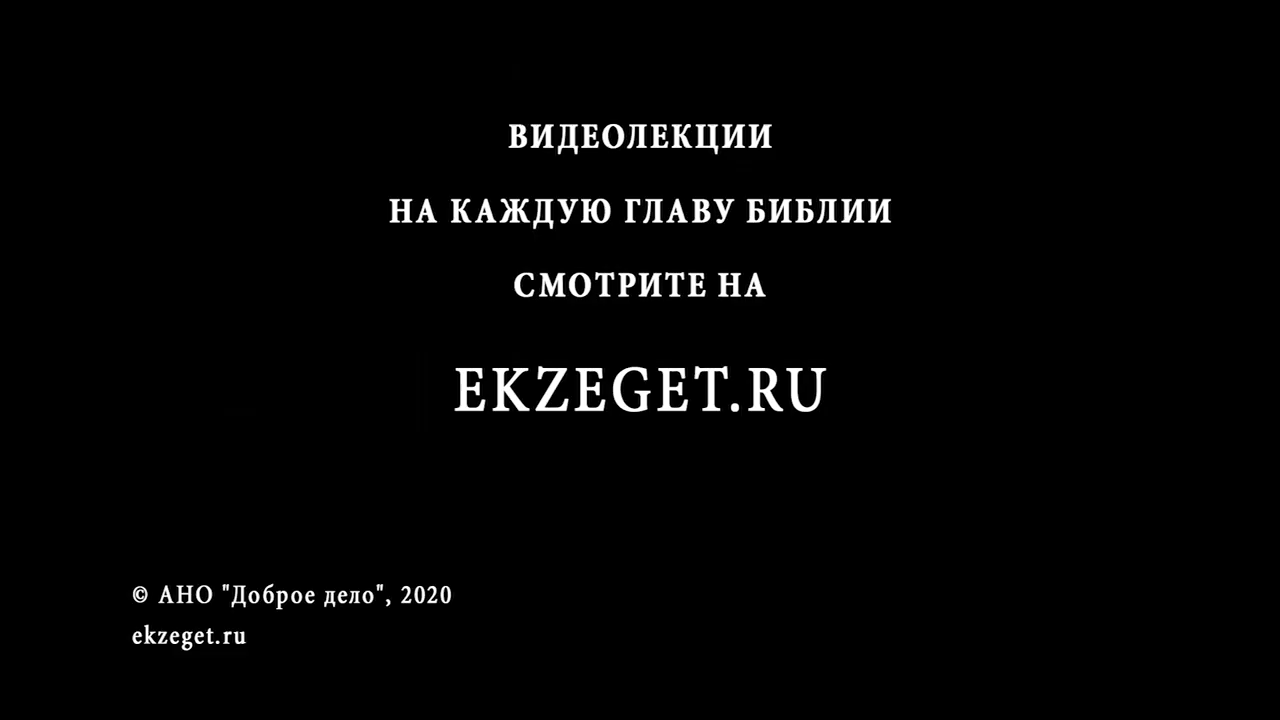 ВИДЕОЛЕКЦИИ
НА КАЖДУЮ ГЛАВУ БИБЛИИ
СМОТРИТЕ НА
EKZEGET.RU
© АНО "Доброе дело", 2020
ekzeget.ru